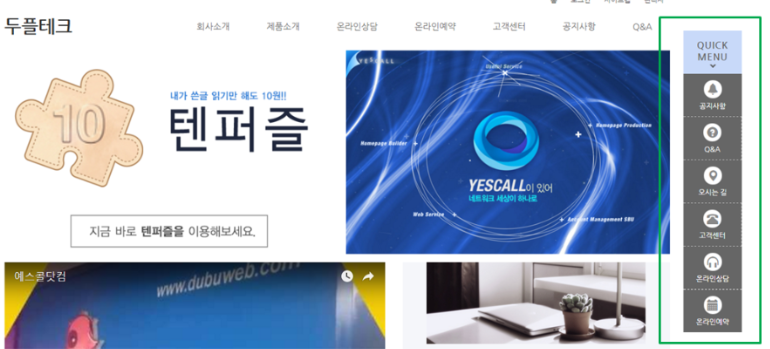 두플테크
회사소개 제품소개 온라인상담 온라인예약 고객센터 공지사항 Q&A
QUICK
MENU
공지사항
Q&A
오시는 길
고객센터
온라인상담
온라인예약
10
내가 쓴글 읽기만 해도 10원!!
텐퍼즐
지금 바로 텐퍼즐을 이용해보세요.
YESCALL
Useful Service
Homepage Production
Homepage Builder
YESCALL이 있어
네트워크 세상이 하나로
Web Service
Account Management EBU
예스콜닷컴
www.dubuweb.com